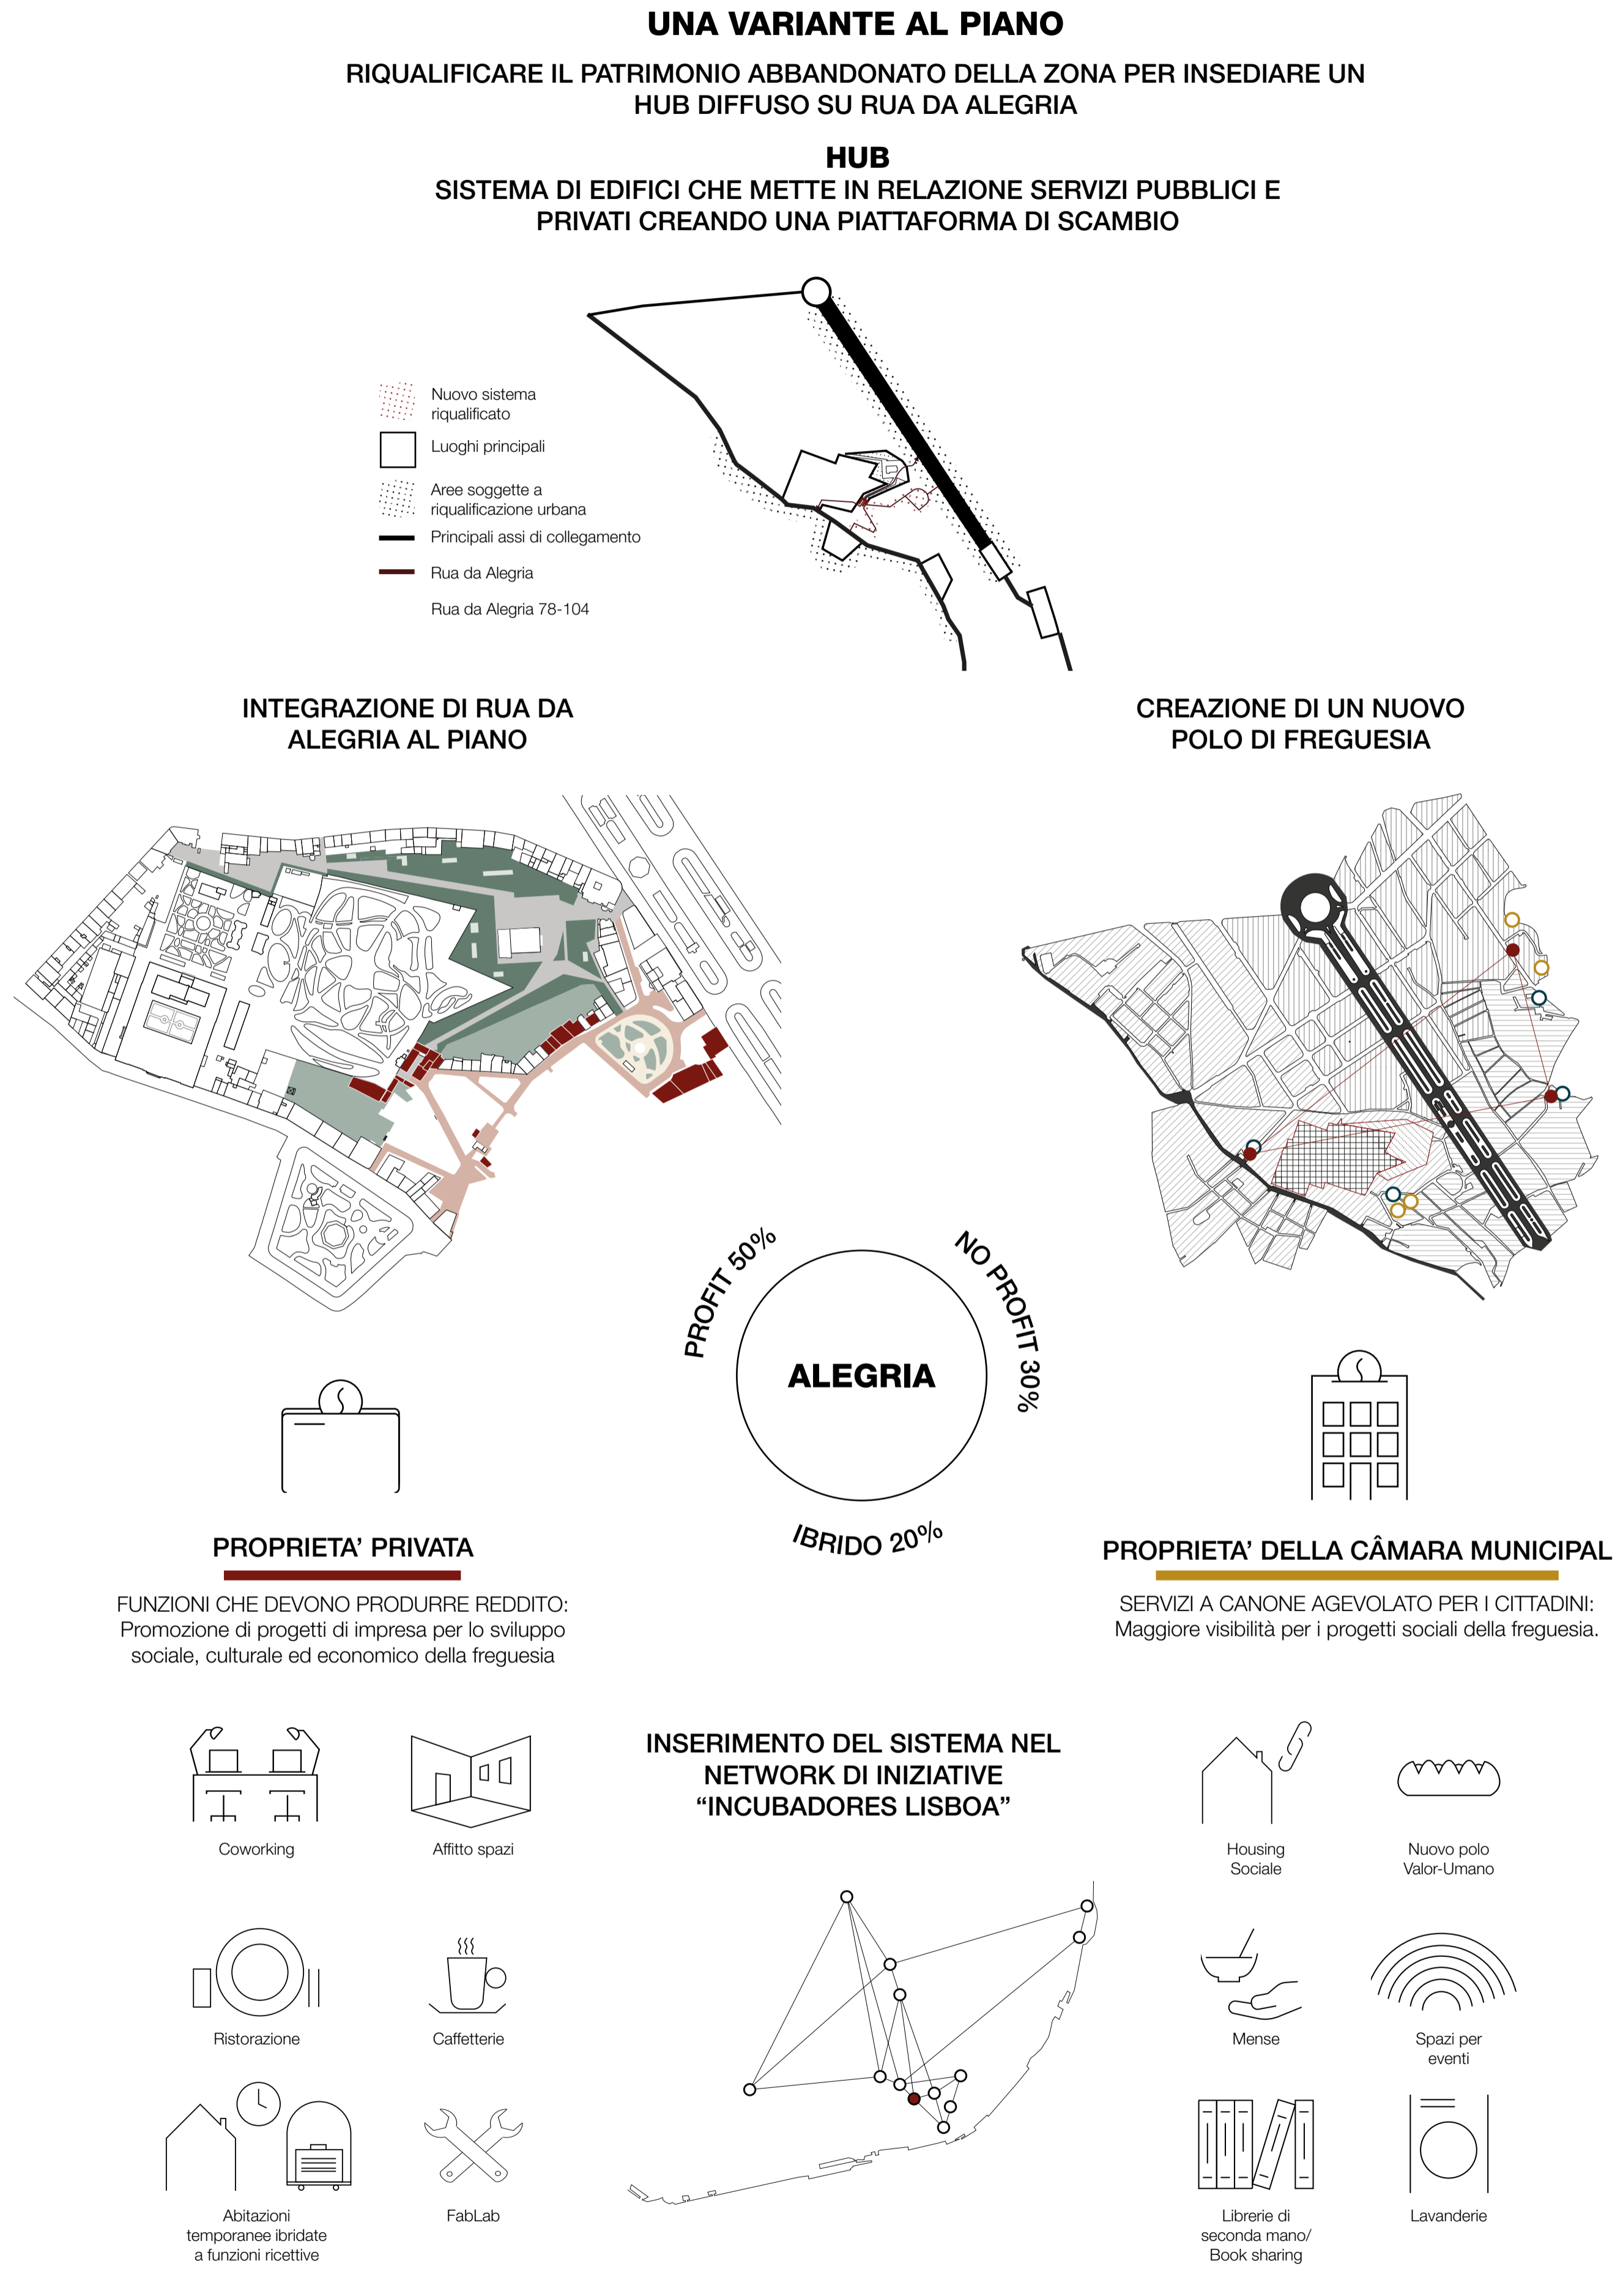 UNA VARIANTE AL PIANO
RIQUALIFICARE IL PATRIMONIO ABBANDONATO DELLA ZONA PER INSEDIARE UN
HUB DIFFUSO SU RUA DA ALEGRIA
HUB
SISTEMA DI EDIFICI CHE METTE IN RELAZIONE SERVIZI PUBBLICI E
PRIVATI CREANDO UNA PIATTAFORMA DI SCAMBIO
Nuovo sistema
riqualificato
Luoghi principali
Aree soggette a
riqualificazione urbana
Principali assi di collegamento
Rua da Alegria
Rua da Alegria 78-104
INTEGRAZIONE DI RUA DA
ALEGRIA AL PIANO
CREAZIONE DI UN NUOVO
POLO DI FREGUESIA
PROFIT 50%
NO PROFIT 30%
ALEGRIA
IBRIDO 20%
PROPRIETA’ PRIVATA
FUNZIONI CHE DEVONO PRODURRE REDDITO:
Promozione di progetti di impresa per lo sviluppo
sociale, culturale ed economico della freguesia
PROPRIETA’ DELLA CÂMARA MUNICIPAL
SERVIZI A CANONE AGEVOLATO PER I CITTADINI:
Maggiore visibilità per i progetti sociali della freguesia.
Coworking
Affitto spazi
Ristorazione
Caffetterie
Abitazioni
temporanee ibridate
a funzioni ricettive
FabLab
INSERIMENTO DEL SISTEMA NEL
NETWORK DI INIZIATIVE
“INCUBADORES LISBOA”
Housing
Sociale
Nuovo polo
Valor-Umano
Mense
Spazi per
eventi
Librerie di
seconda mano/
Book sharing
Lavanderie